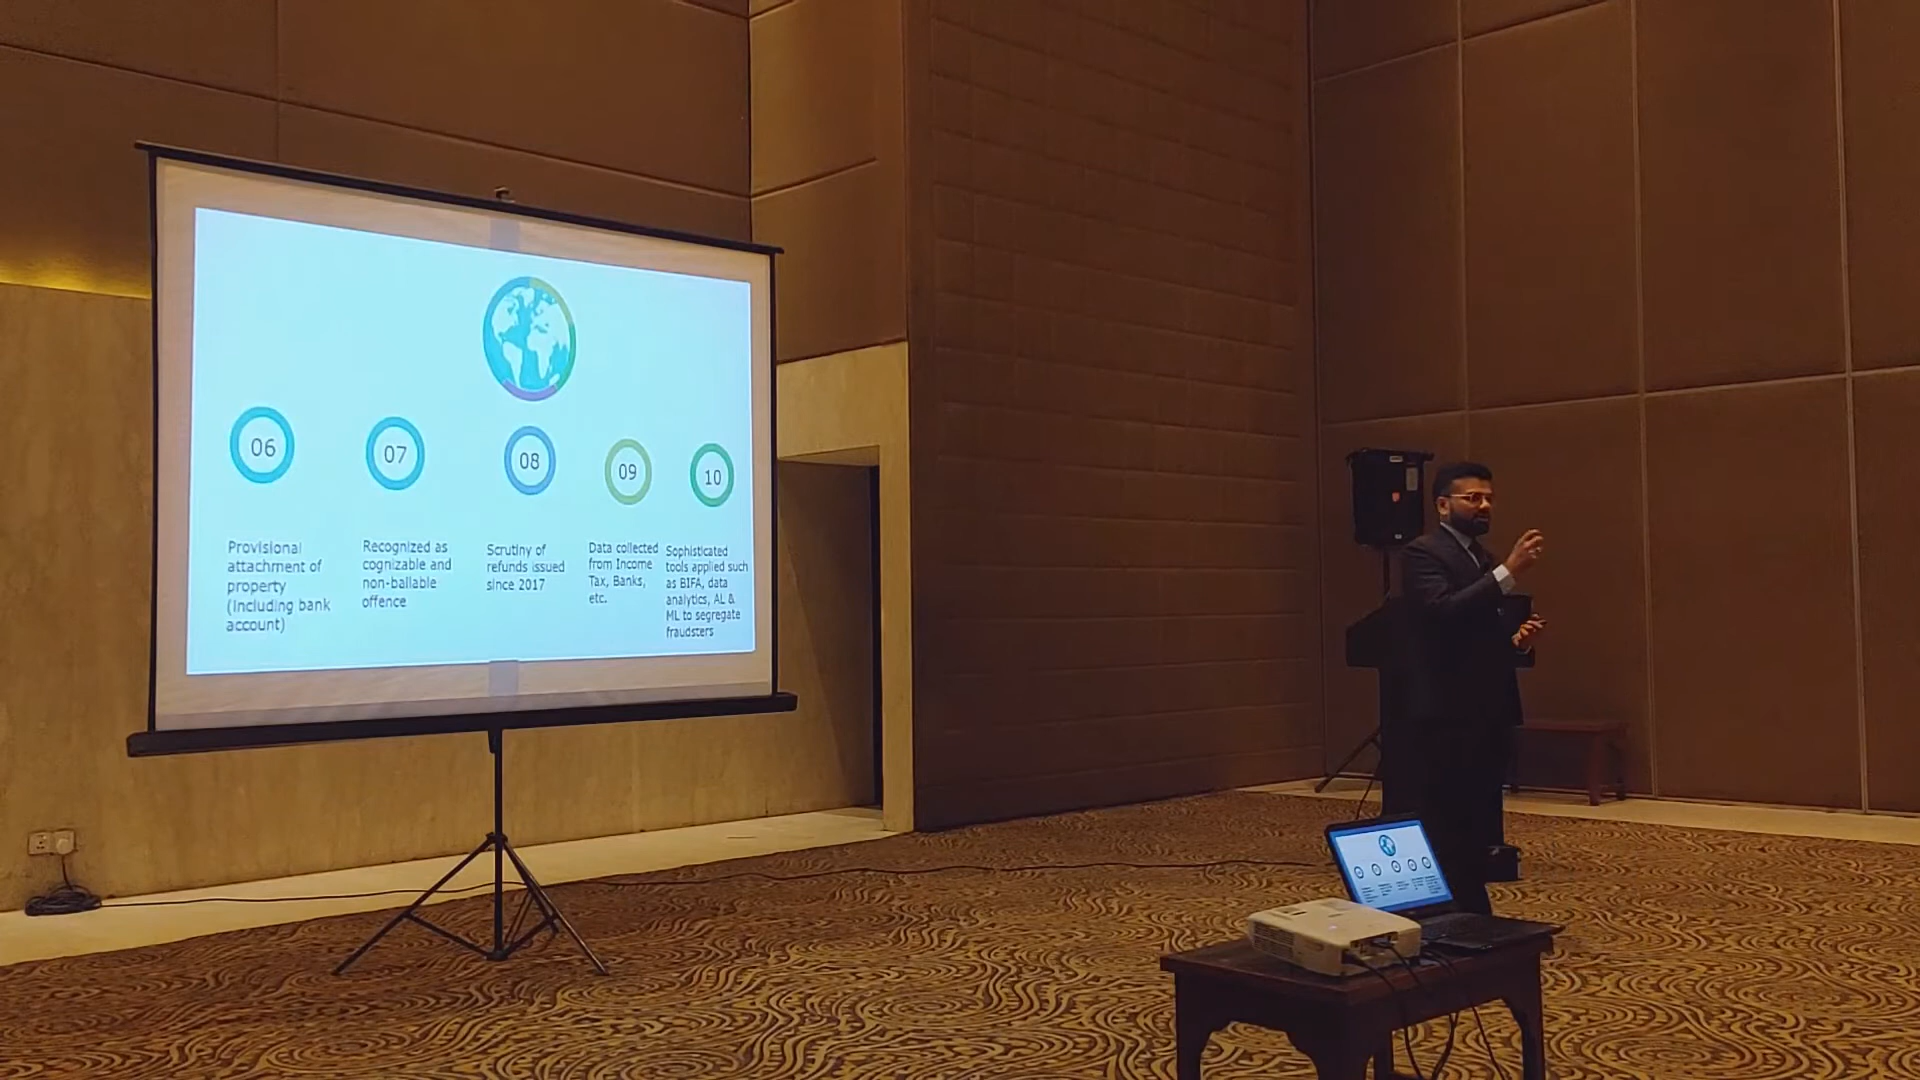 06
Provisional
attachment of
property
(including bank
account)
07
Recognized as
cognizable and
non-bailable
offence
08
Scrutiny of
refunds issued
since 2017
09
Data collected
from Income
Tax, Banks,
etc.
10
Sophisticated
tools applied such
as BIFA, data
analytics, AL &
ML to segregate
fraudsters